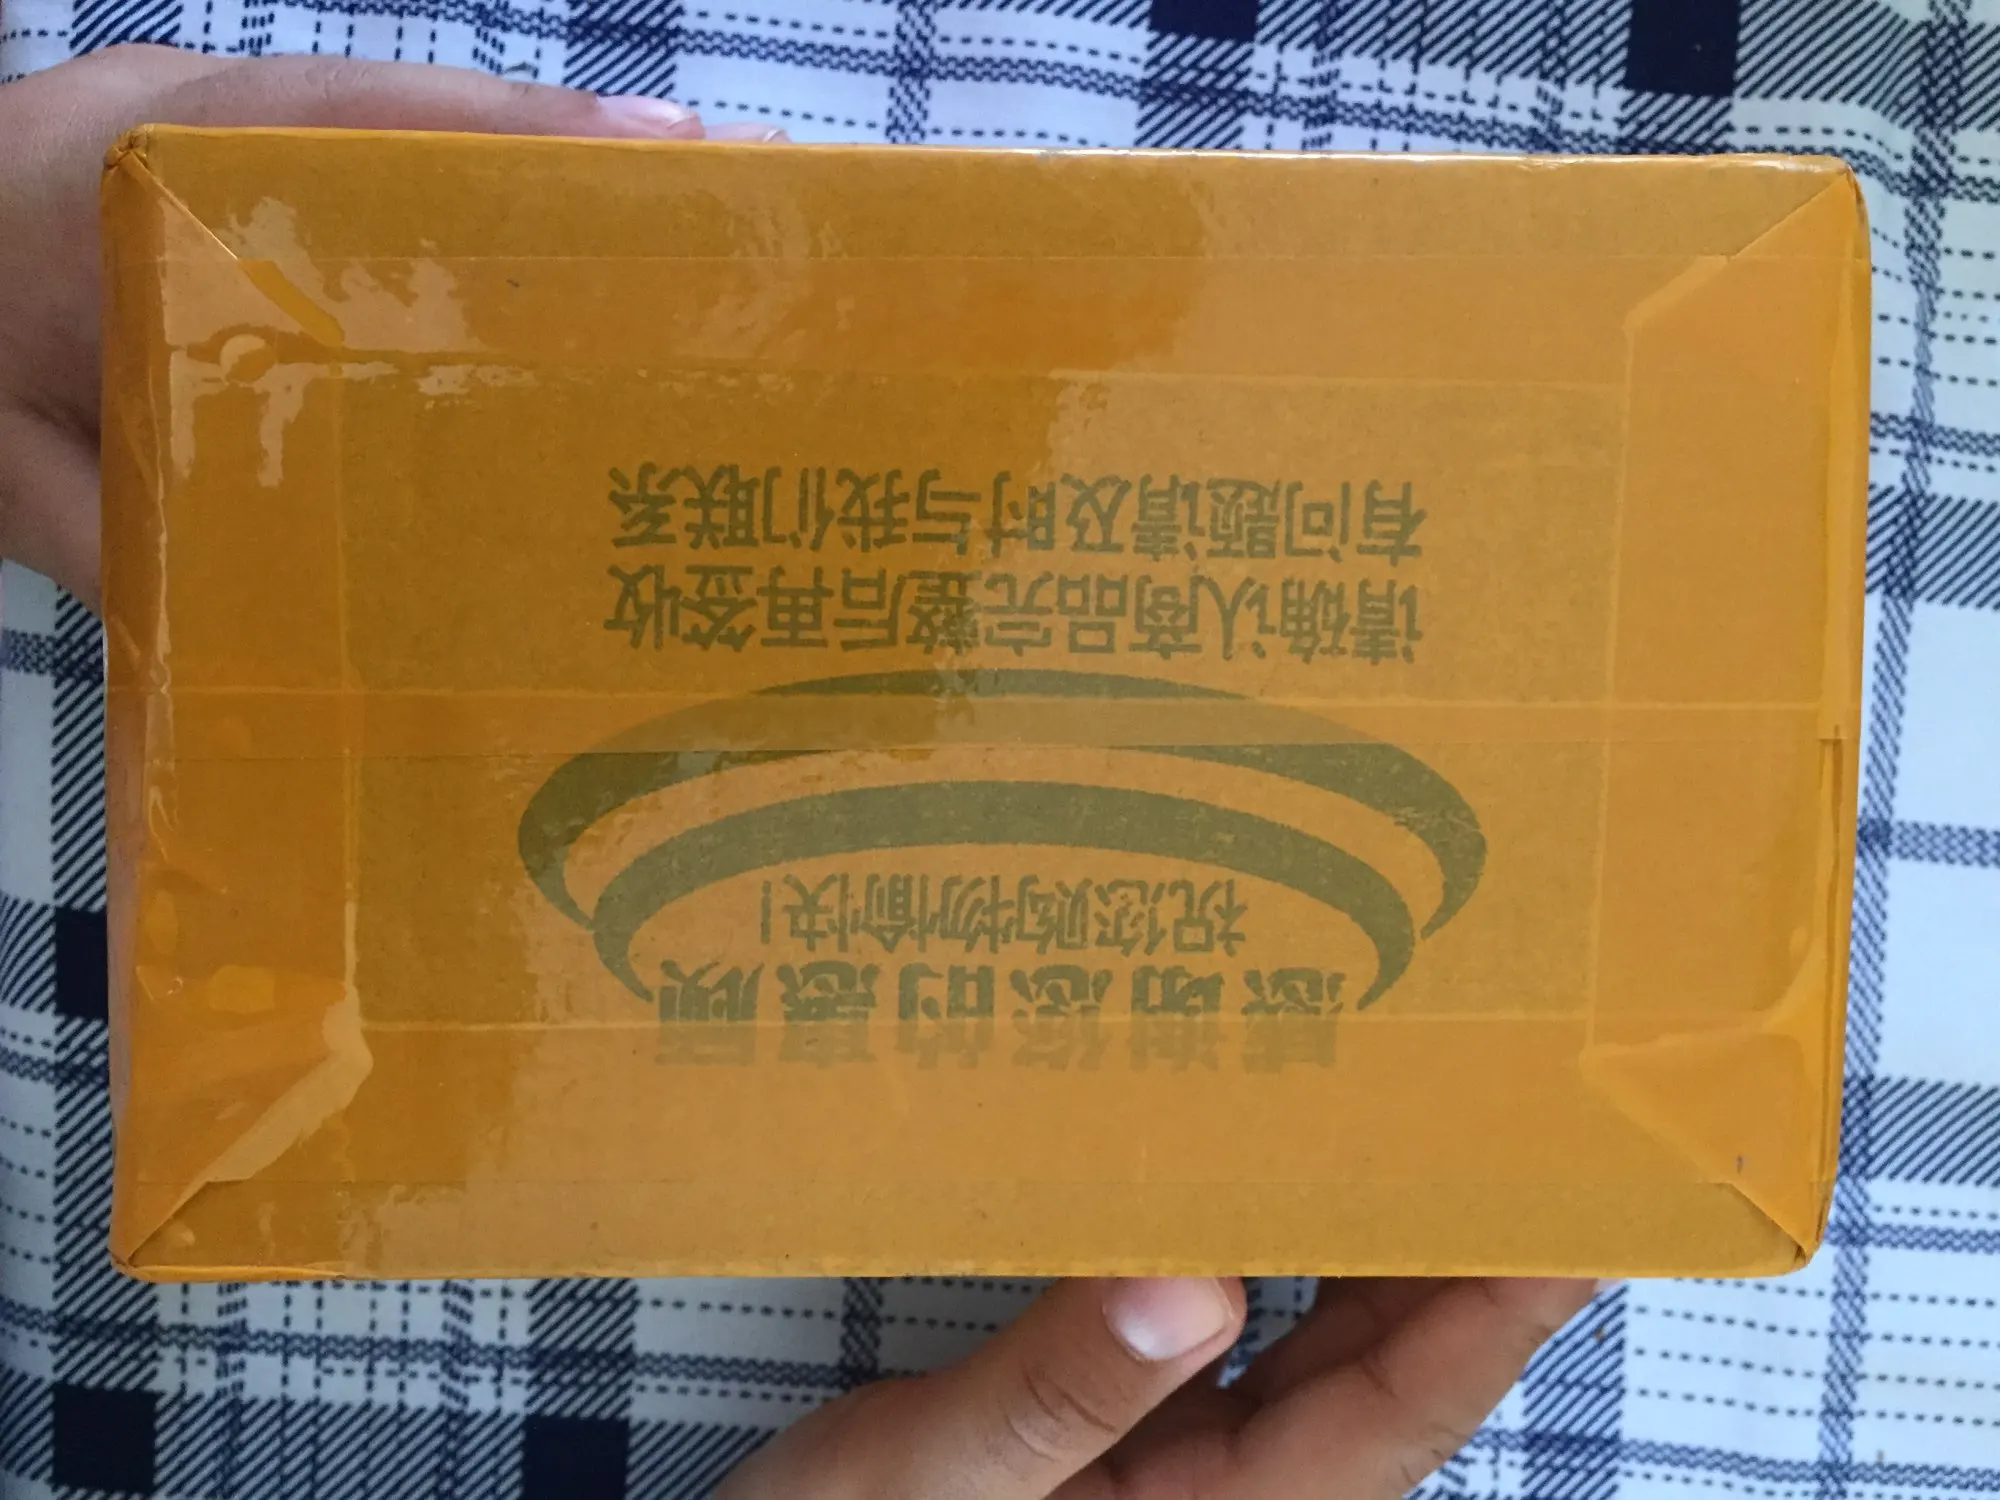 感谢您的惠顾
祝您购物愉快!
请确认商品完整后再签收
有问题请及时与我们联系